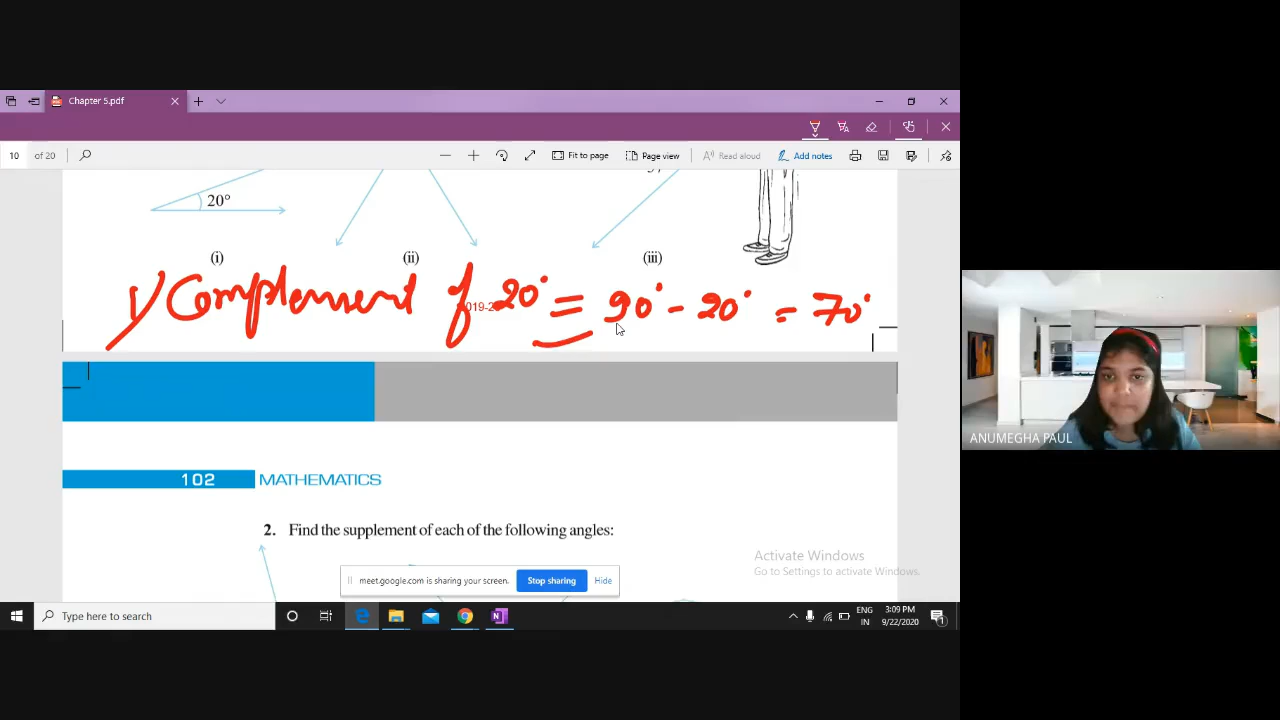 Chapter 5.pdf
10 of 20
Fit to page
Page view
Read aloud
Add notes
20°
(i) (ii) (iii)
1) Complement of 20° = 90° - 20° = 70°
102 MATHEMATICS
2. Find the supplement of each of the following angles:
Activate Windows
Go to Settings to activate Windows.
meet.google.com is sharing your screen. Stop sharing Hide
Type here to search
ENG
IN
3:09 PM
9/22/2020
1
ANUMEGHA PAUL